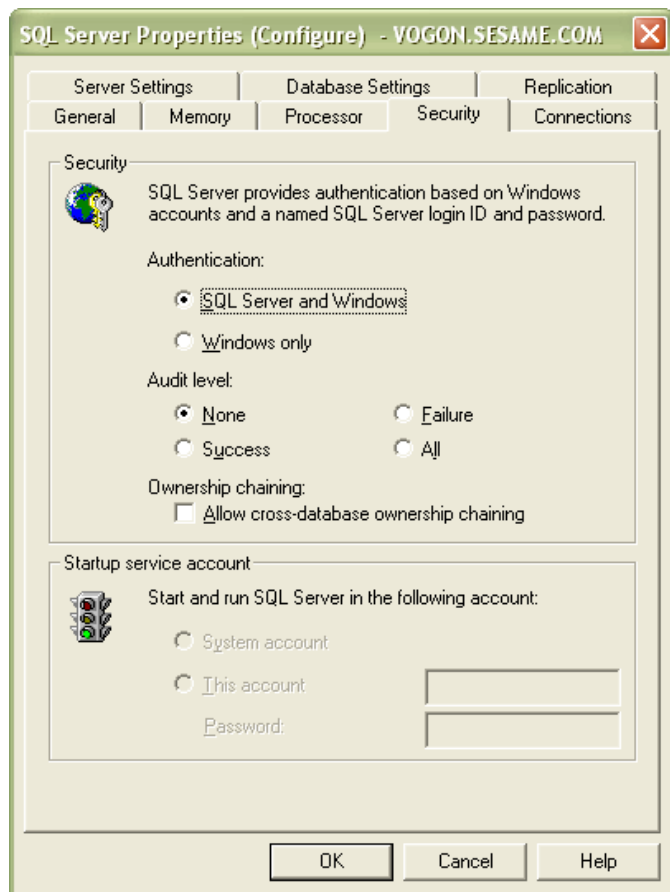 SQL Server Properties (Configure) - VOGON.SESAME.COM
Server Settings Database Settings Replication
General Memory Processor Security Connections
Security
SQL Server provides authentication based on Windows
accounts and a named SQL Server login ID and password.
Authentication:
SQL Server and Windows
Windows only
Audit level:
None Failure
Success All
Ownership chaining:
Allow cross-database ownership chaining
Startup service account
Start and run SQL Server in the following account:
System account
This account
Password:
OK Cancel Help